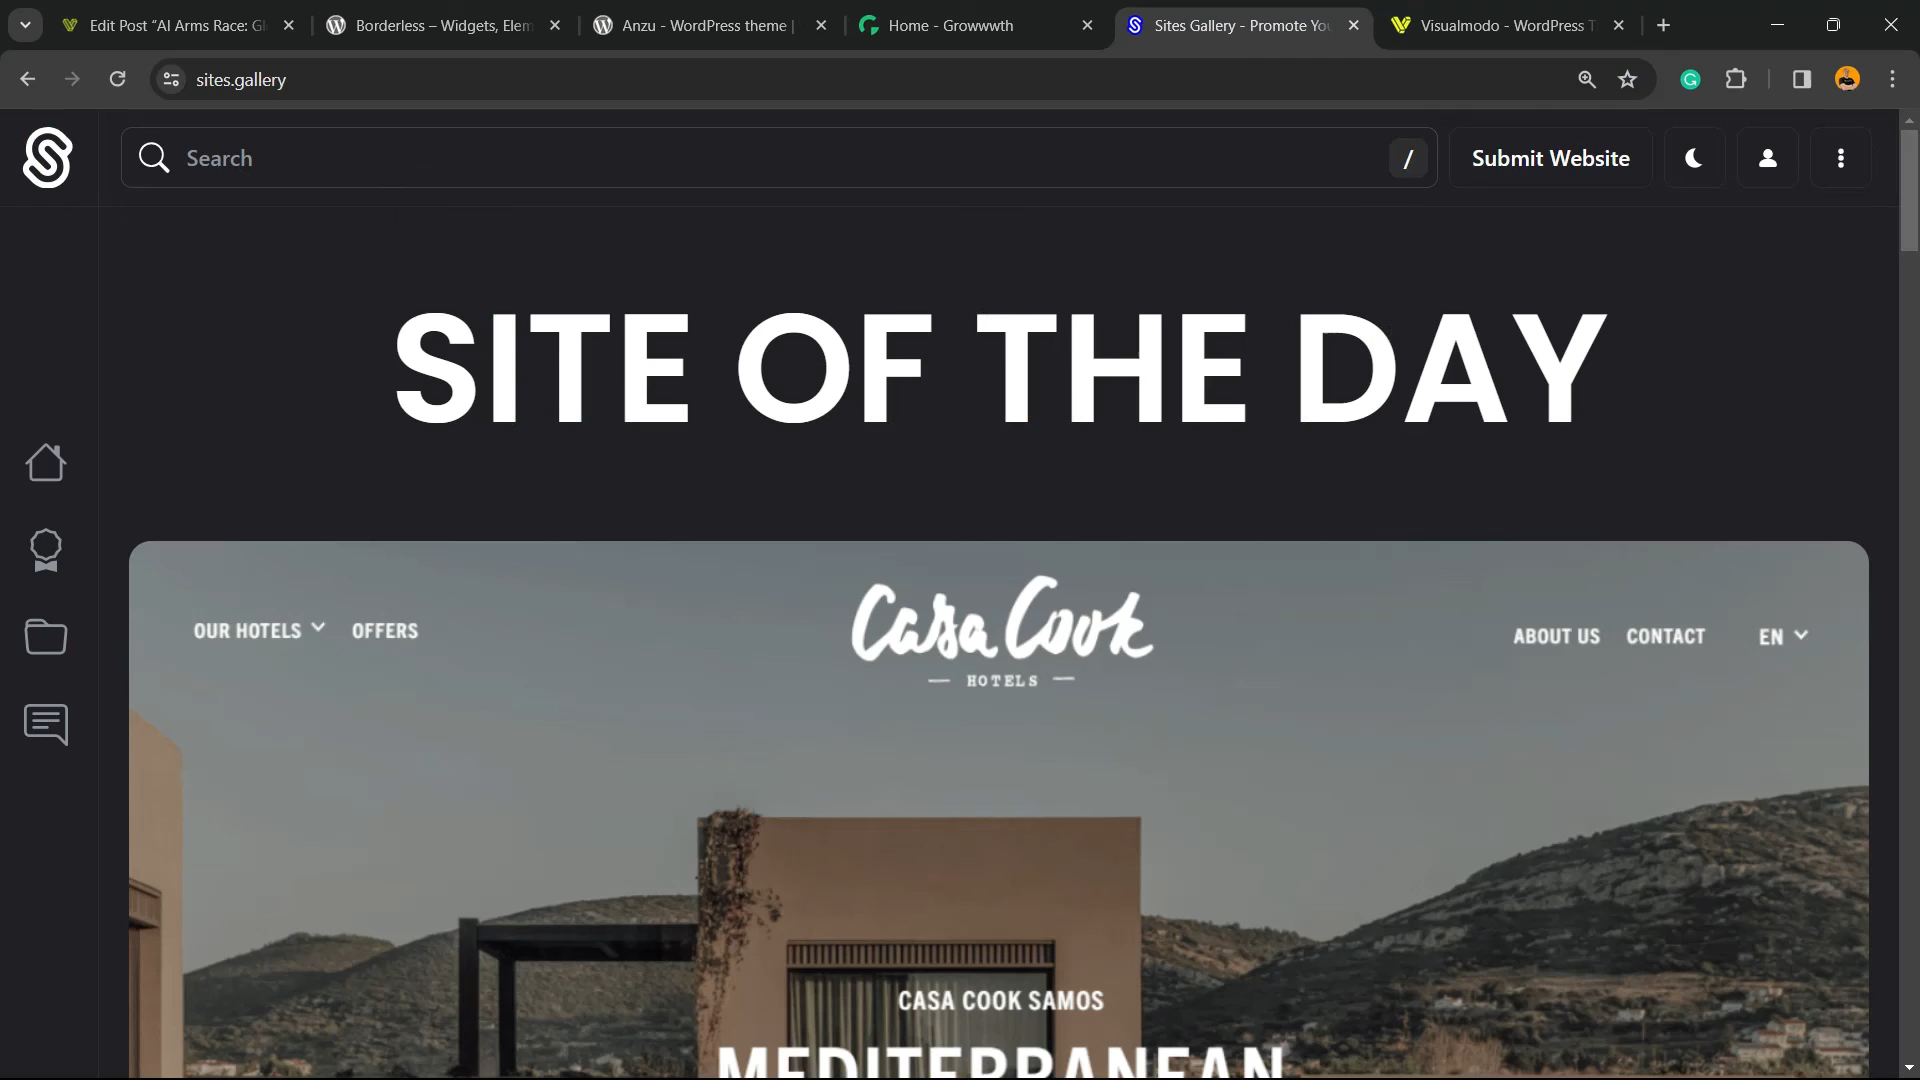 Edit Post “AI Arms Race: Gl
Borderless – Widgets, Elem
Anzu - WordPress theme |
Home - Growwwth
Sites Gallery - Promote You
Visualmodo - WordPress T
sites.gallery
Search
/
Submit Website
SITE OF THE DAY
OUR HOTELS
OFFERS
Casa Cook
HOTELS
ABOUT US
CONTACT
EN
CASA COOK SAMOS
MEDITERRANEAN